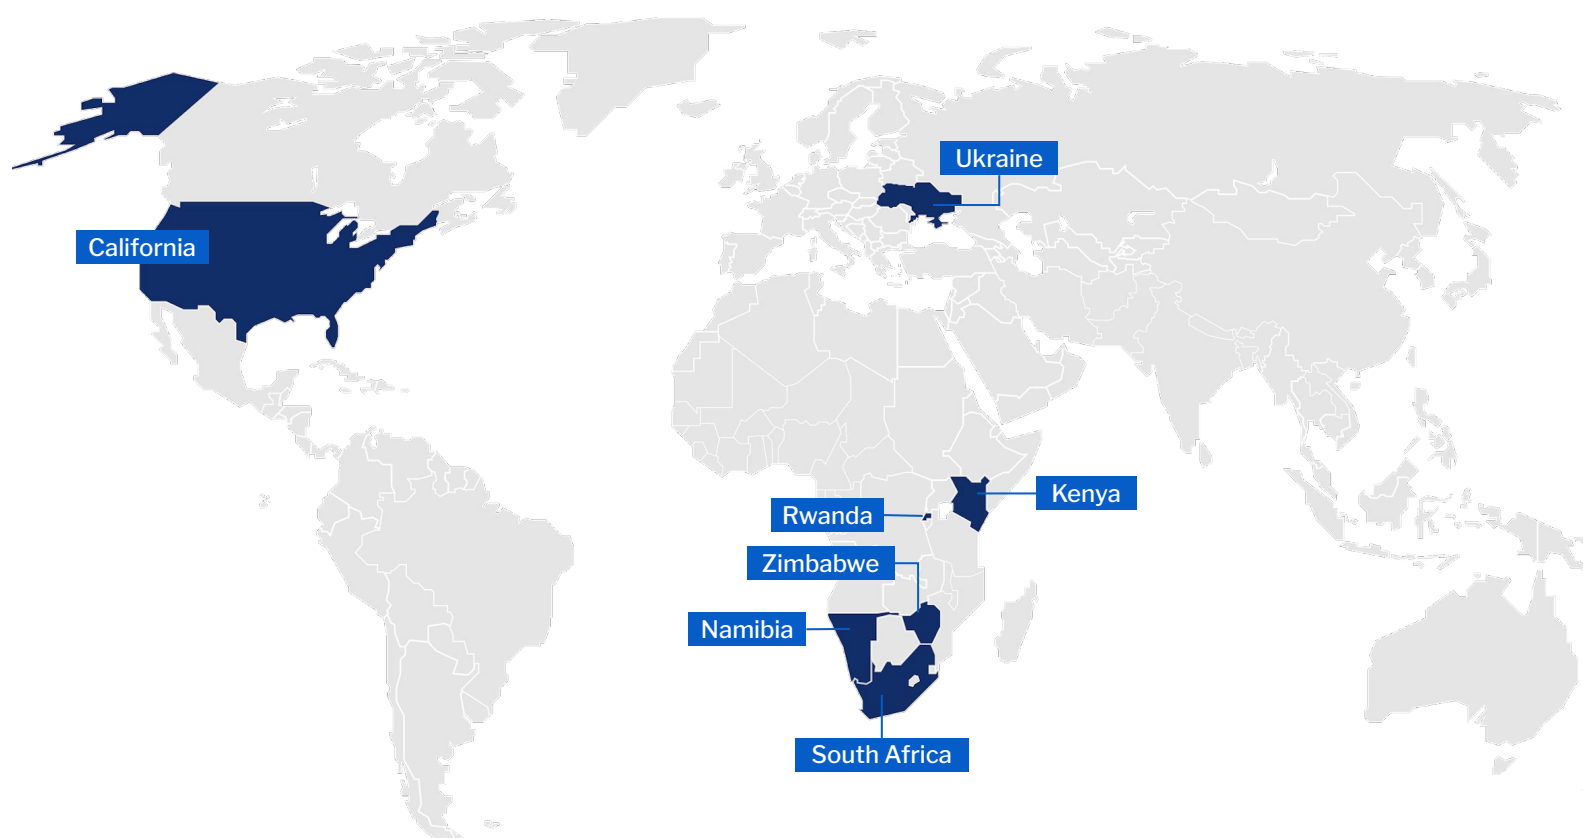 Ukraine
California
Kenya
Rwanda
Zimbabwe
Namibia
South Africa